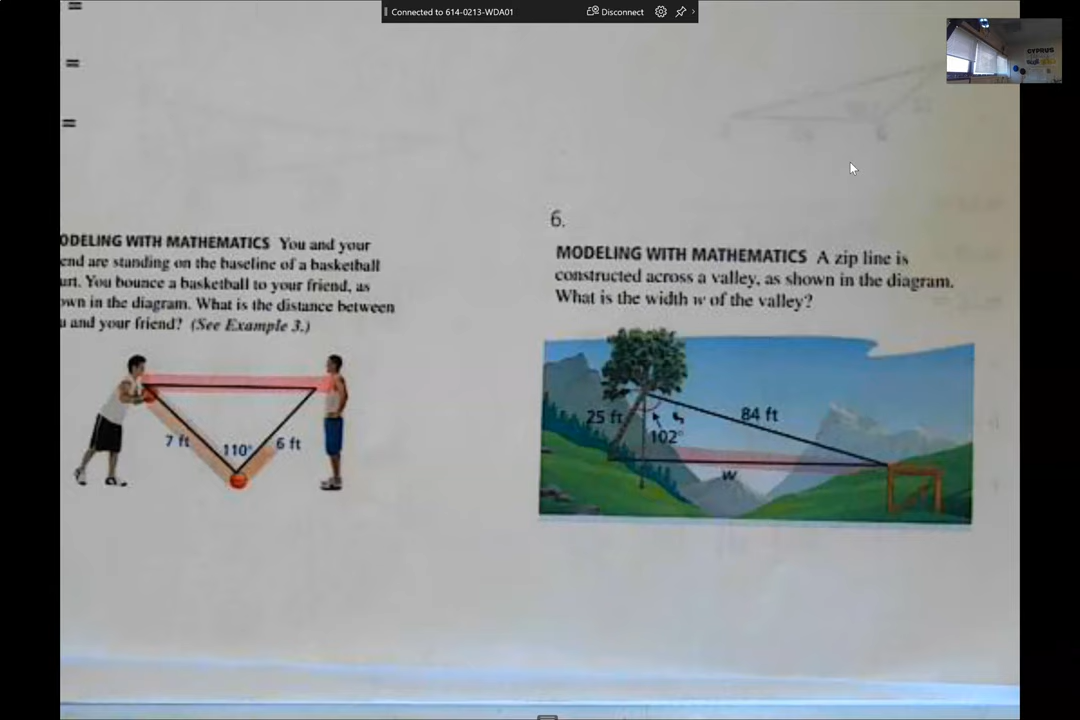 Connected to 614-0213-WDA01
Disconnect
CYPRUS
=
=
=
ODELING WITH MATHEMATICS You and your
end are standing on the baseline of a basketball
urt. You bounce a basketball to your friend, as
own in the diagram. What is the distance between
u and your friend? (See Example 3.)
7 ft
110°
6 ft
6.
MODELING WITH MATHEMATICS A zip line is
constructed across a valley, as shown in the diagram.
What is the width w of the valley?
25 ft
84 ft
102°
w